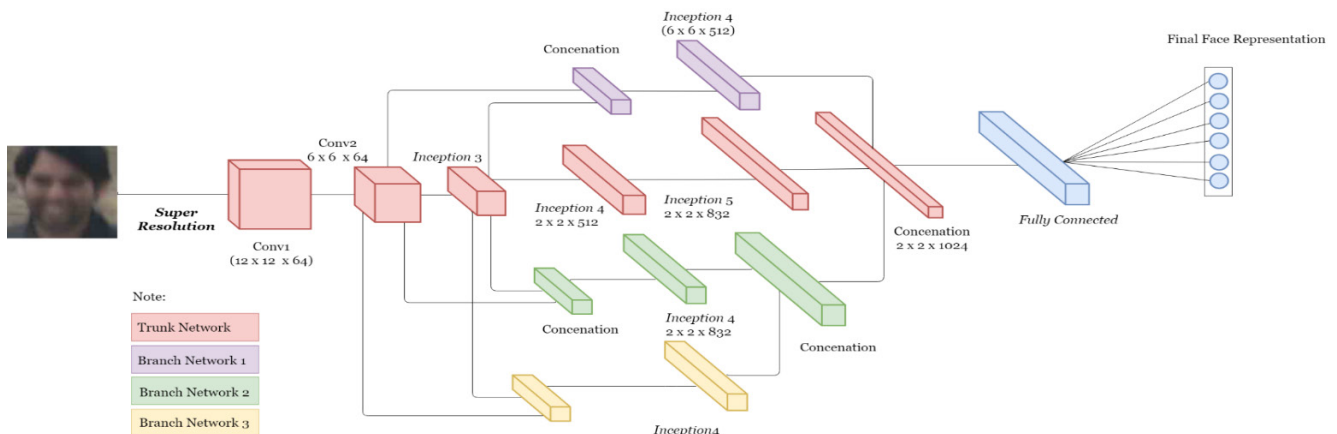 Inception 4
(6 x 6 x 512)
Concenation
Final Face Representation
Conv2
6 x 6 x 64
Inception 3
Super
Resolution
Conv1
(12 x 12 x 64)
Inception 4
2 x 2 x 512
Inception 5
2 x 2 x 832
Concenation
2 x 2 x 1024
Fully Connected
Concenation
Inception 4
2 x 2 x 832
Concenation
Inception4
Note:
Trunk Network
Branch Network 1
Branch Network 2
Branch Network 3